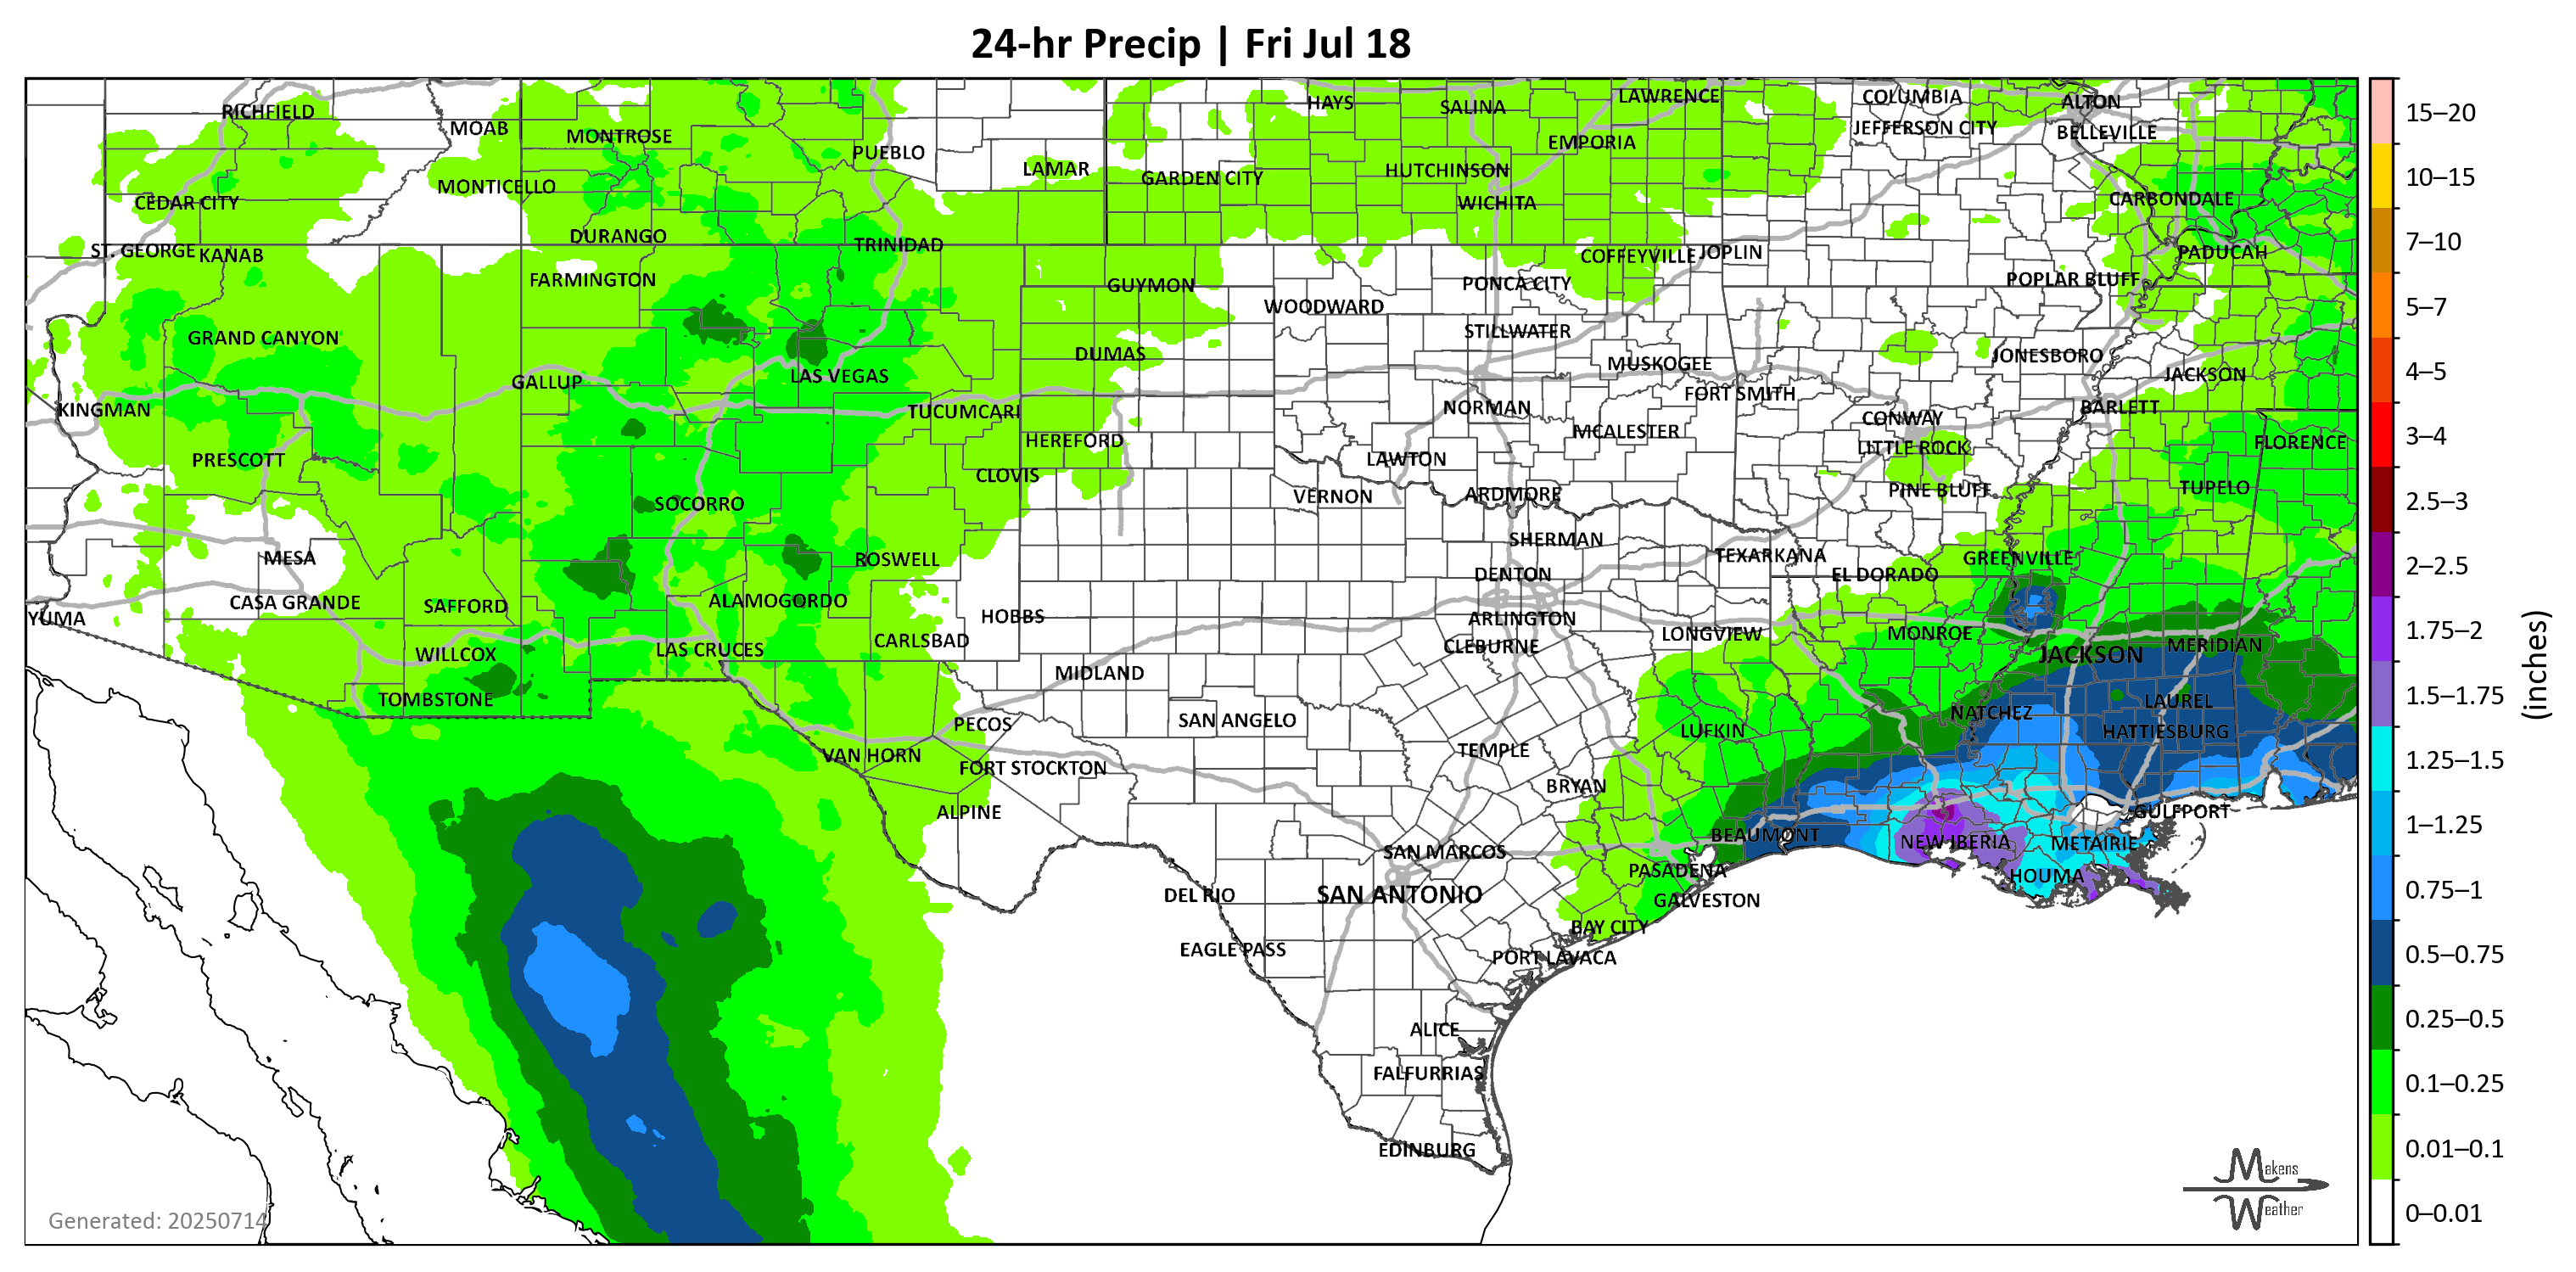 24-hr Precip | Fri Jul 18
RICHFIELD
MOAB
MONTROSE
PUEBLO
LAMAR
HAYS
SALINA
LAWRENCE
COLUMBIA
ALTON
JEFFERSON CITY
BELLEVILLE
EMPORIA
GARDEN CITY
HUTCHINSON
MONTICELLO
CEDAR CITY
WICHITA
CARBONDALE
DURANGO
TRINIDAD
ST. GEORGE
KANAB
COFFEYVILLE
JOPLIN
PADUCAH
FARMINGTON
GUYMON
PONCA CITY
POPLAR BLUFF
WOODWARD
GRAND CANYON
STILLWATER
DUMAS
MUSKOGEE
JONESBORO
GALLUP
LAS VEGAS
FORT SMITH
JACKSON
KINGMAN
TUCUMCARI
NORMAN
CONWAY
BARLETT
HEREFORD
MCALESTER
LITTLE ROCK
FLORENCE
PRESCOTT
CLOVIS
LAWTON
SOCORRO
VERNON
ARDMORE
PINE BLUFF
TUPELO
MESA
ROSWELL
SHERMAN
TEXARKANA
GREENVILLE
DENTON
EL DORADO
CASA GRANDE
SAFFORD
ALAMOGORDO
YUMA
HOBBS
ARLINGTON
WILLCOX
LAS CRUCES
CARLSBAD
CLEBURNE
LONGVIEW
MONROE
JACKSON
MERIDIAN
MIDLAND
TOMBSTONE
PECOS
SAN ANGELO
LUFKIN
NATCHEZ
LAUREL
HATTIESBURG
VAN HORN
FORT STOCKTON
TEMPLE
BRYAN
ALPINE
GULFPORT
BEAUMONT
NEW IBERIA
METAIRIE
SAN MARCOS
PASADENA
HOUMA
DEL RIO
SAN ANTONIO
GALVESTON
BAY CITY
EAGLE PASS
PORT LAVACA
ALICE
FALFURRIAS
EDINBURG
Generated: 20250714
Makens
Weather
15–20
10–15
7–10
5–7
4–5
3–4
2.5–3
2–2.5
1.75–2
1.5–1.75
1.25–1.5
1–1.25
0.75–1
0.5–0.75
0.25–0.5
0.1–0.25
0.01–0.1
0–0.01
(inches)